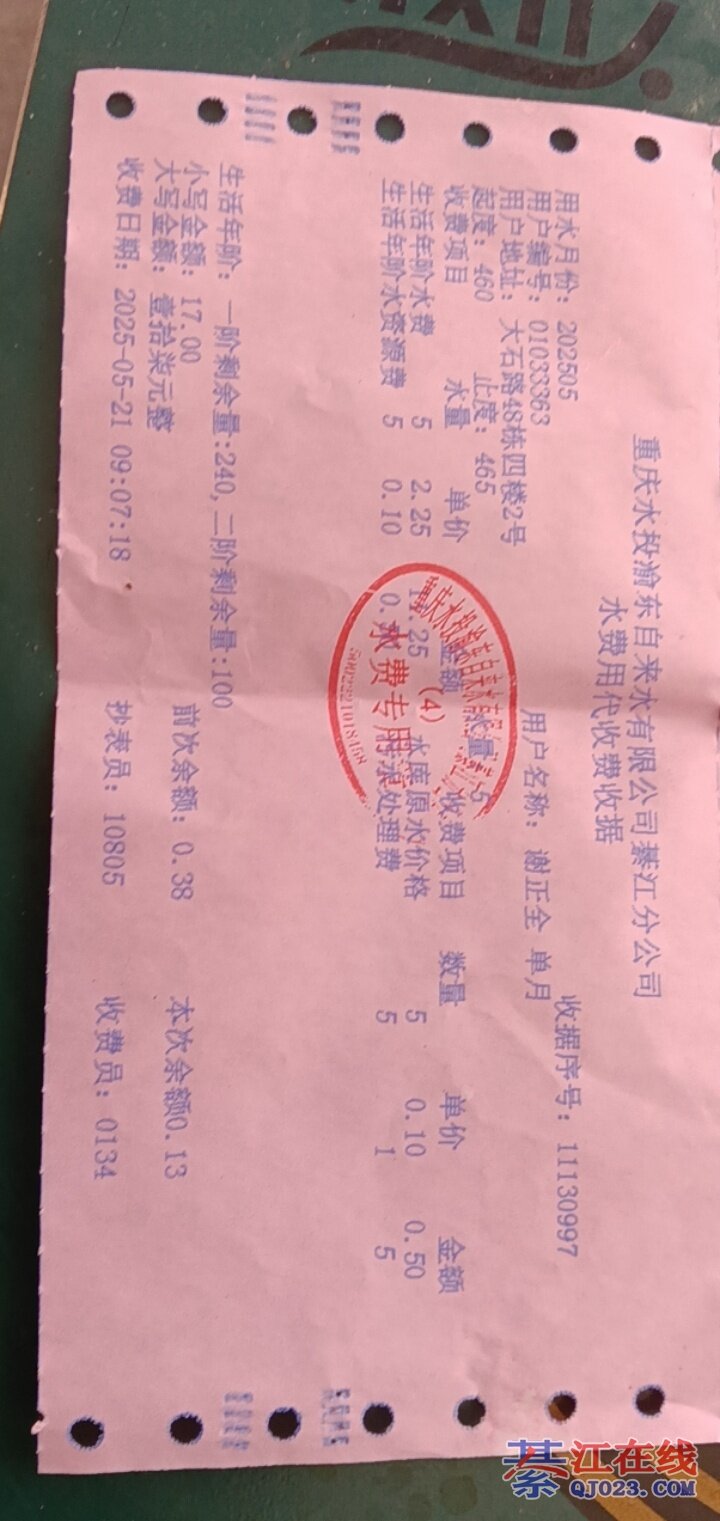 重庆水投渝东自来水有限公司綦江分公司
水费用代收费收据
用水月份：202505 收据序号：11130997
用户编号：01033363 用户名称：谢正全 单月
用户地址：大石路48栋四楼2号
起度：460 止度：465 水量：5
收费项目 水量 单价 金额 收费项目 数量 单价 金额
生活年阶水费 5 2.25 11.25 水库原水价格 5 0.10 0.50
生活年阶水资源费 5 0.10 污水处理费 5 1 5
(4)
水费专用
生活年阶：一阶剩余量:240,二阶剩余量:100
小写金额：17.00 前次余额：0.38 本次余额0.13
大写金额：壹拾柒元整
收费日期：2025-05-21 09:07:18 抄表员：10805 收费员：0134
綦江在线
QJ023.COM